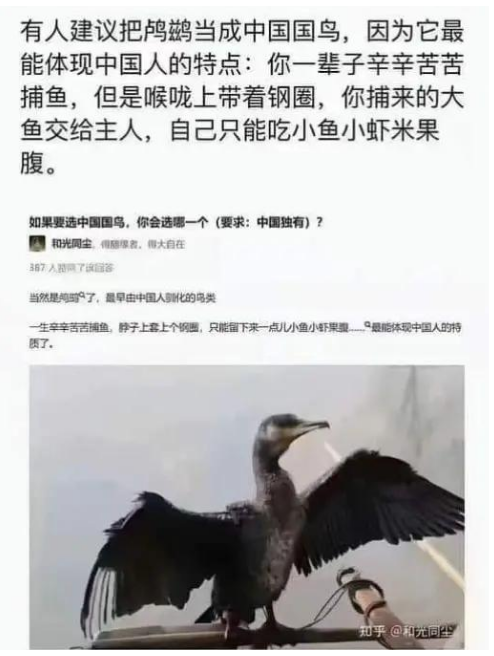 有人建议把鸬鹚当成中国国鸟，因为它最
能体现中国人的特点：你一辈子辛辛苦苦
捕鱼，但是喉咙上带着钢圈，你捕来的大
鱼交给主人，自己只能吃小鱼小虾米果
腹。
如果要选中国国鸟，你会选哪一个（要求：中国独有）？
和光同尘
得大自在
387 人赞同了该回答
当然是鸬鹚了，最早由中国人驯化的鸟类
一生辛辛苦苦捕鱼，脖子上套上个钢圈，只能留下来一点儿小鱼小虾果腹......最能体现中国人的特
质了。
知乎 @和光同尘